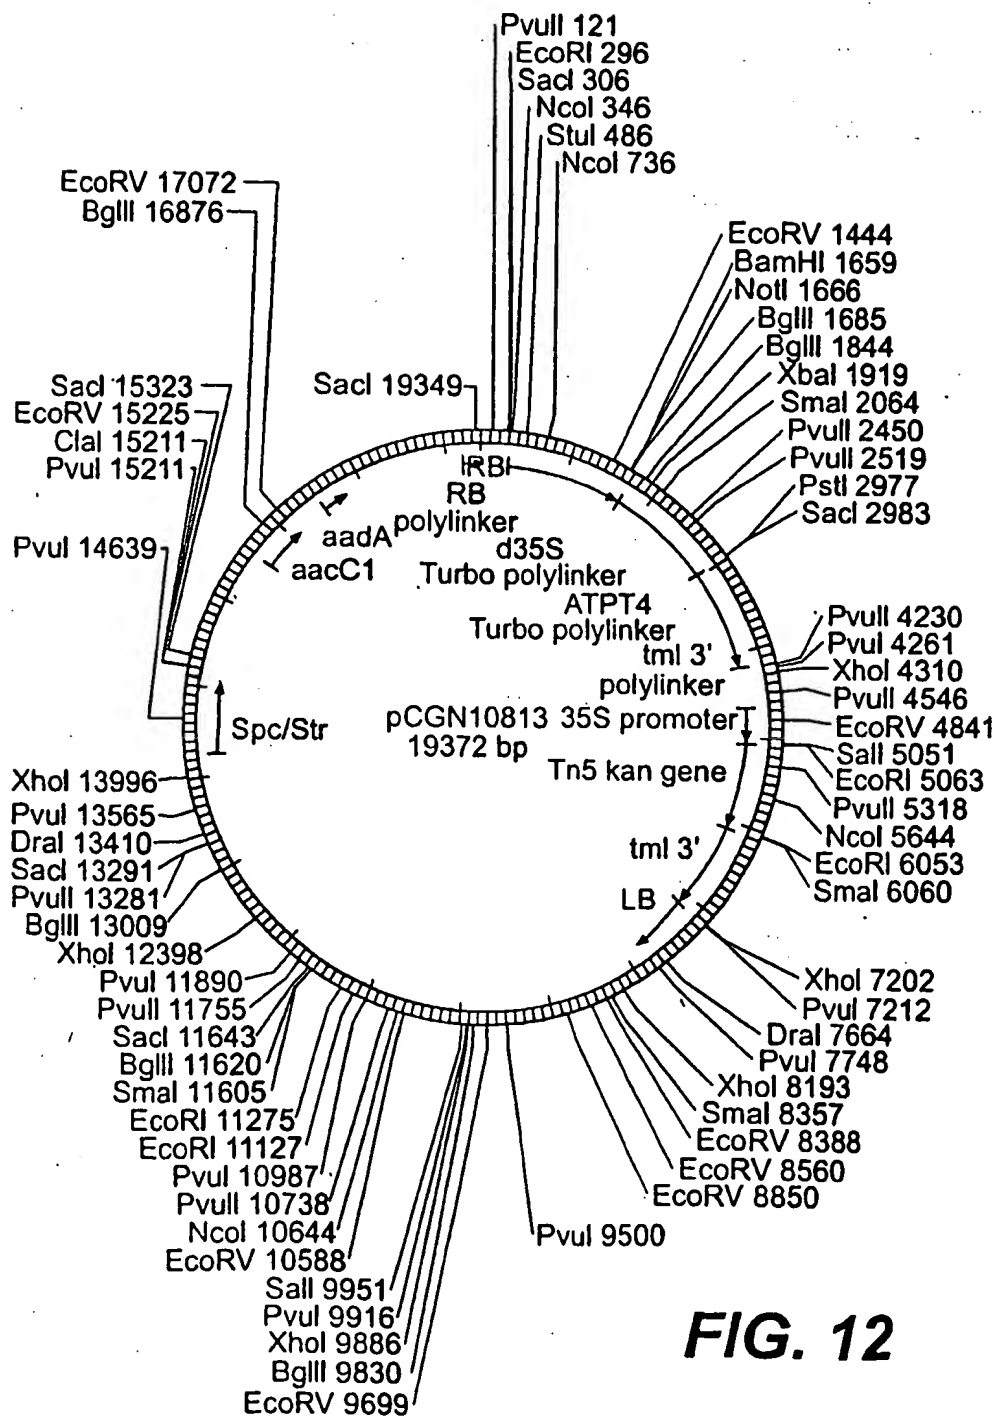 PvuII 121
EcoRI 296
SacI 306
NcoI 346
StuI 486
NcoI 736
EcoRV 1444
BamHI 1659
NotI 1666
BglII 1685
BglII 1844
XbaI 1919
SmaI 2064
PvuII 2450
PvuII 2519
PstI 2977
SacI 2983
PvuII 4230
PvuI 4261
XhoI 4310
PvuII 4546
EcoRV 4841
SalI 5051
EcoRI 5063
PvuII 5318
NcoI 5644
EcoRI 6053
SmaI 6060
XhoI 7202
PvuI 7212
DraI 7664
PvuI 7748
XhoI 8193
SmaI 8357
EcoRV 8388
EcoRV 8560
EcoRV 8850
PvuI 9500
EcoRV 9699
BglII 9830
XhoI 9886
PvuI 9916
SalI 9951
EcoRV 10588
NcoI 10644
PvuII 10738
PvuI 10987
EcoRI 11127
EcoRI 11275
SmaI 11605
BglII 11620
SacI 11643
PvuII 11755
PvuI 11890
XhoI 12398
BglII 13009
PvuII 13281
SacI 13291
DraI 13410
PvuI 13565
XhoI 13996
PvuI 14639
PvuI 15211
ClaI 15211
EcoRV 15225
SacI 15323
BglII 16876
EcoRV 17072
SacI 19349
RB
RB
polylinker
d35S
Turbo polylinker
ATPT4
Turbo polylinker
tml 3'
polylinker
35S promoter
Tn5 kan gene
tml 3'
LB
Spc/Str
aacC1
aadA
pCGN10813
19372 bp
FIG. 12